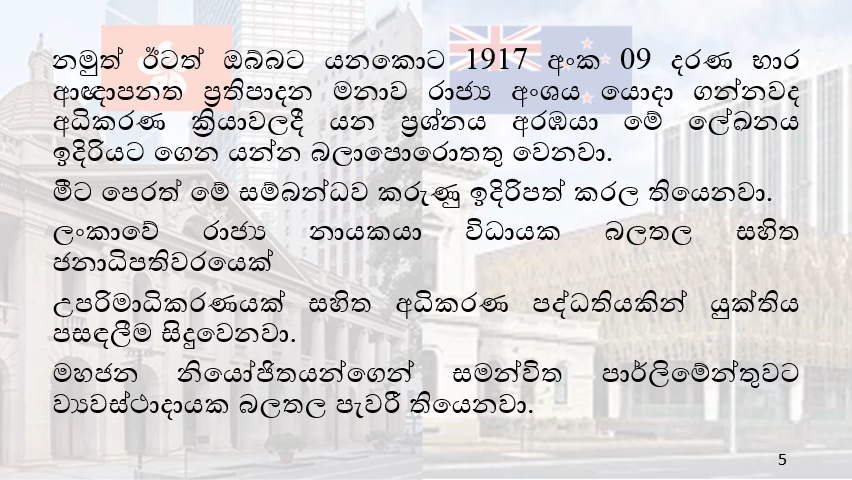 නමුත් ඊටත් ඔබ්බට යනකොට 1917 අංක 09 දරණ භාර
ආඥාපනත ප්‍රතිපාදන මනාව රාජ්‍ය අංශය යොදා ගන්නවද
අධිකරණ ක්‍රියාවලදී යන ප්‍රශ්නය අරඹයා මේ ලේඛනය
ඉදිරියට ගෙන යන්න බලාපොරොතතු වෙනවා.
මීට පෙරත් මේ සම්බන්ධව කරුණු ඉදිරිපත් කරල තියෙනවා.
ලංකාවේ රාජ්‍ය නායකයා විධායක බලතල සහිත
ජනාධිපතිවරයෙක්
උපරිමාධිකරණයක් සහිත අධිකරණ පද්ධතියකින් යුක්තිය
පසඳලීම සිදුවෙනවා.
මහජන නියෝජිතයන්ගෙන් සමන්විත පාර්ලිමේන්තුවට
ව්‍යවස්ථාදායක බලතල පැවරී තියෙනවා.
5